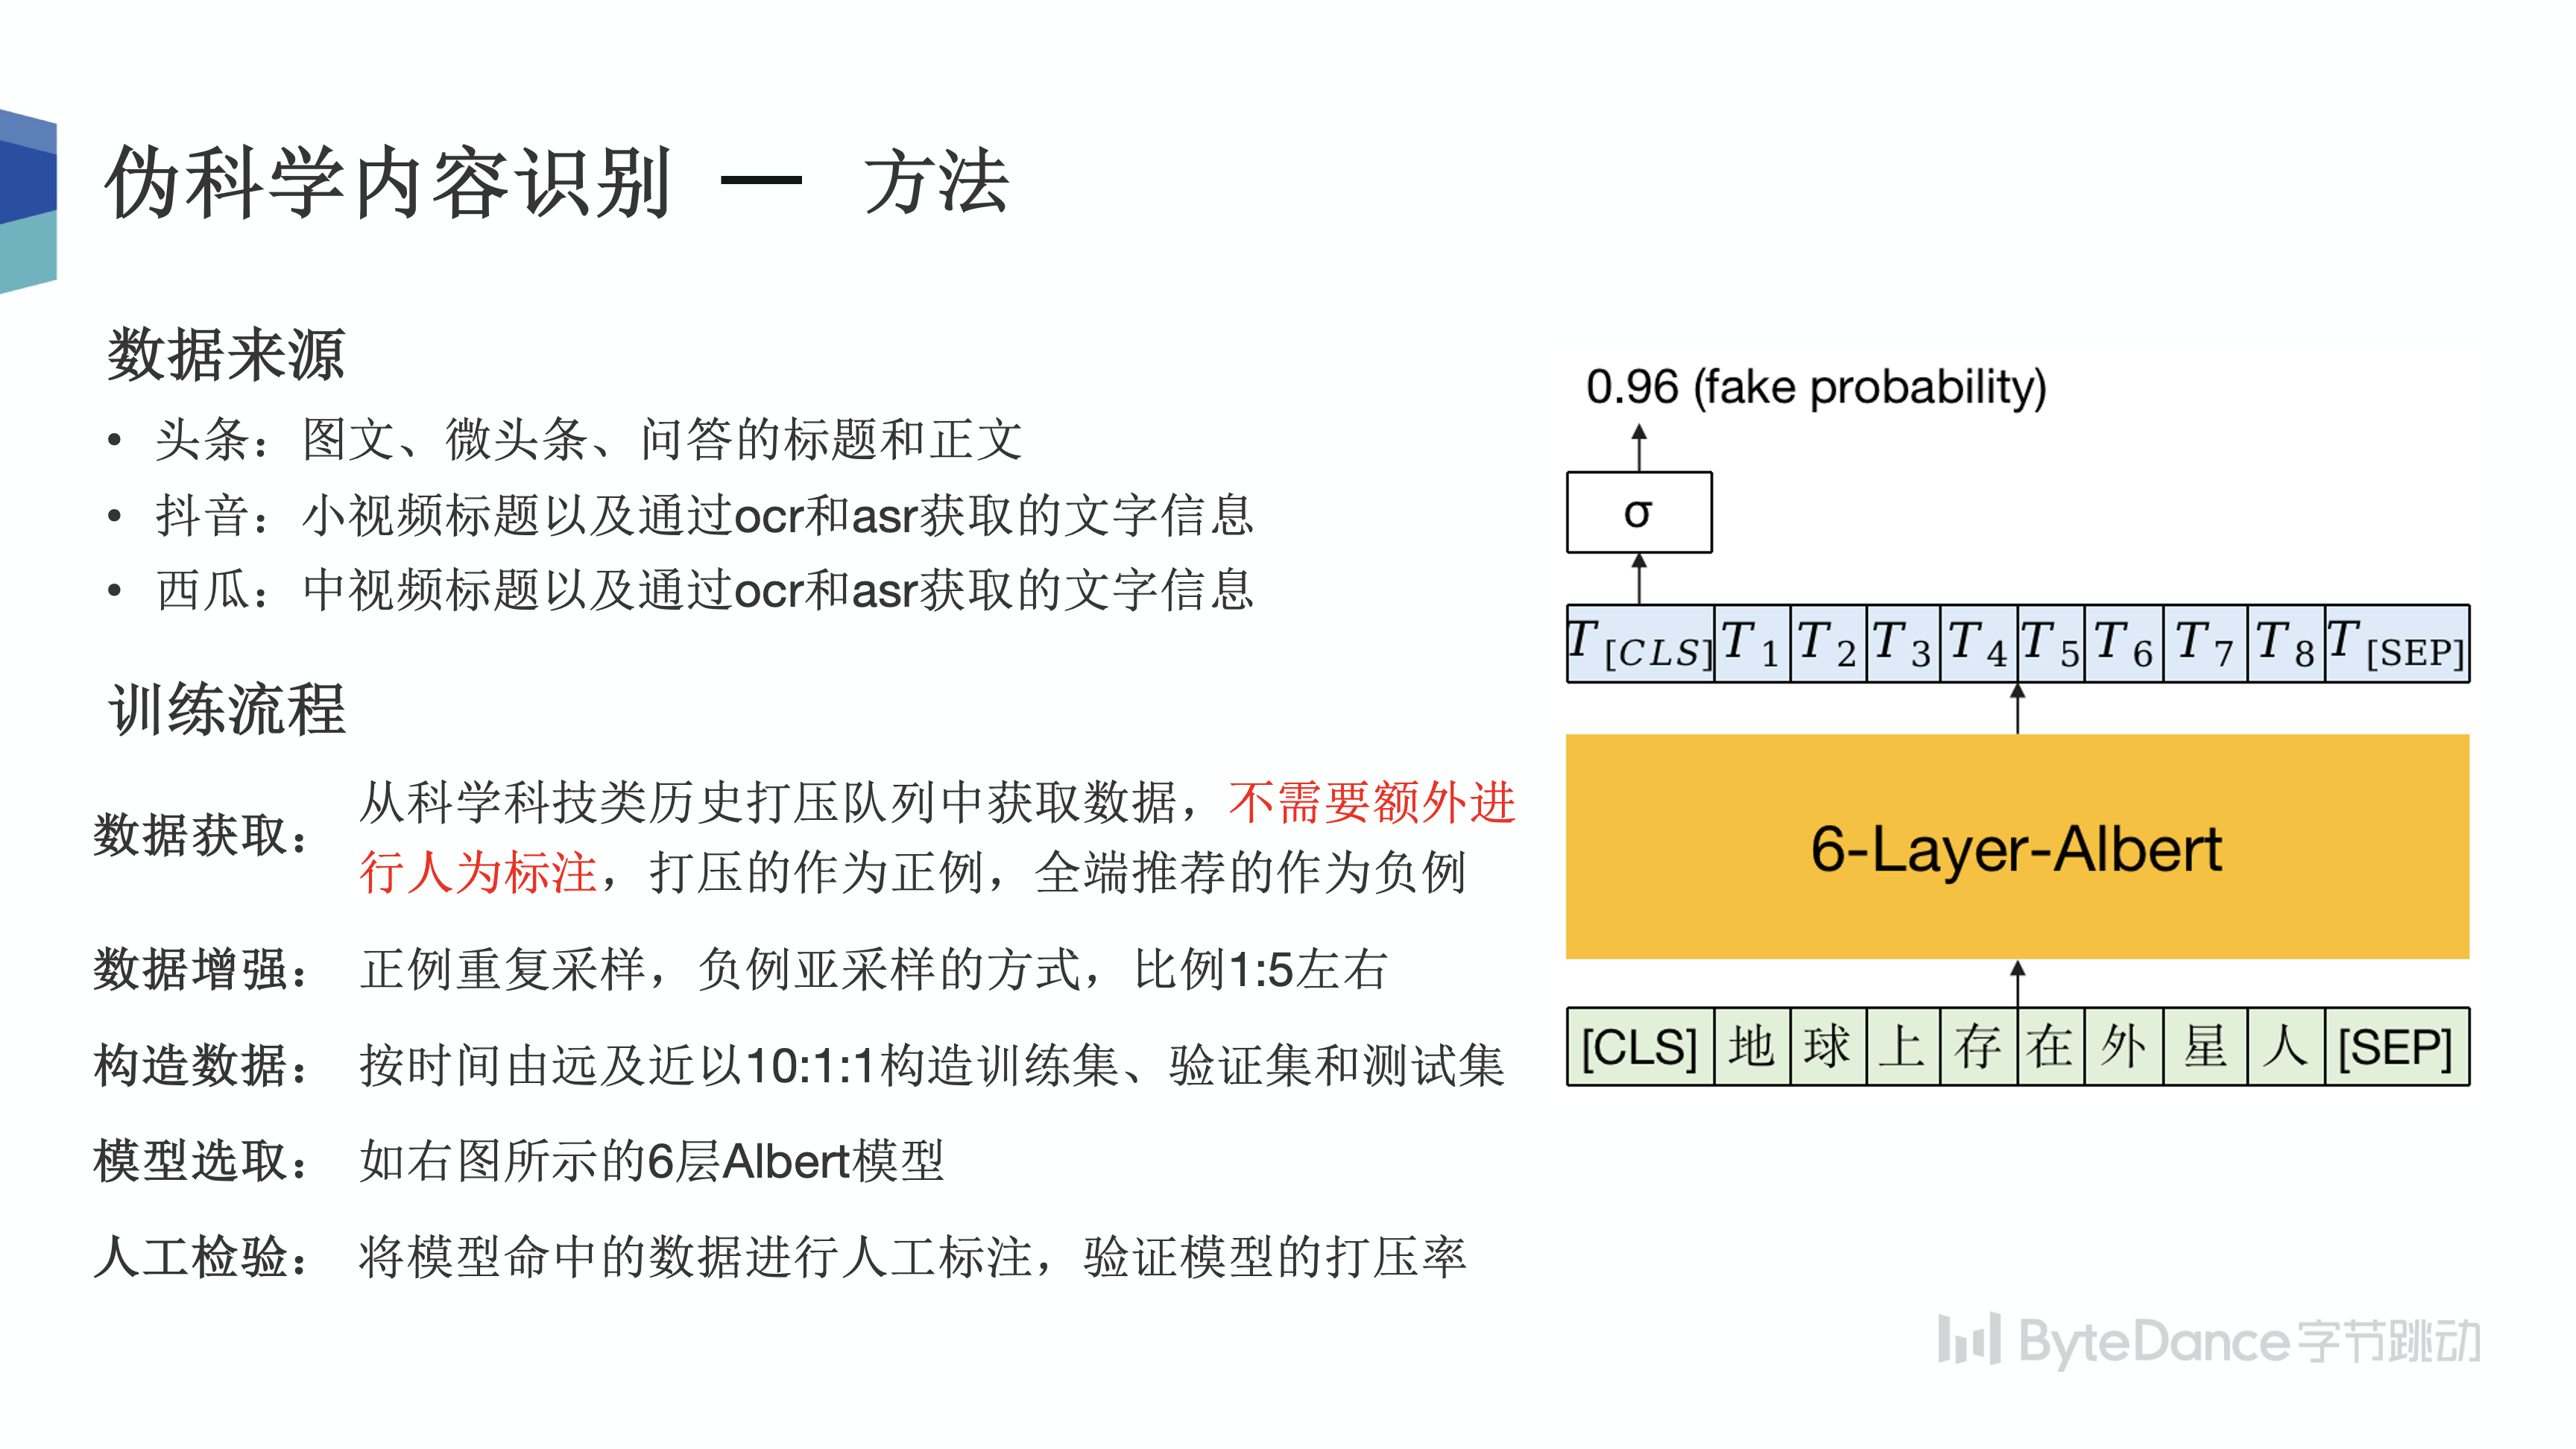 伪科学内容识别 — 方法
数据来源
• 头条：图文、微头条、问答的标题和正文
• 抖音：小视频标题以及通过ocr和asr获取的文字信息
• 西瓜：中视频标题以及通过ocr和asr获取的文字信息
训练流程
数据获取：从科学科技类历史打压队列中获取数据，不需要额外进
行人为标注，打压的作为正例，全端推荐的作为负例
数据增强：正例重复采样，负例亚采样的方式，比例1:5左右
构造数据：按时间由远及近以10:1:1构造训练集、验证集和测试集
模型选取：如右图所示的6层Albert模型
人工检验：将模型命中的数据进行人工标注，验证模型的打压率
0.96 (fake probability)
σ
T[CLS] T1 T2 T3 T4 T5 T6 T7 T8 T[SEP]
6-Layer-Albert
[CLS] 地 球 上 存 在 外 星 人 [SEP]
ByteDance字节跳动